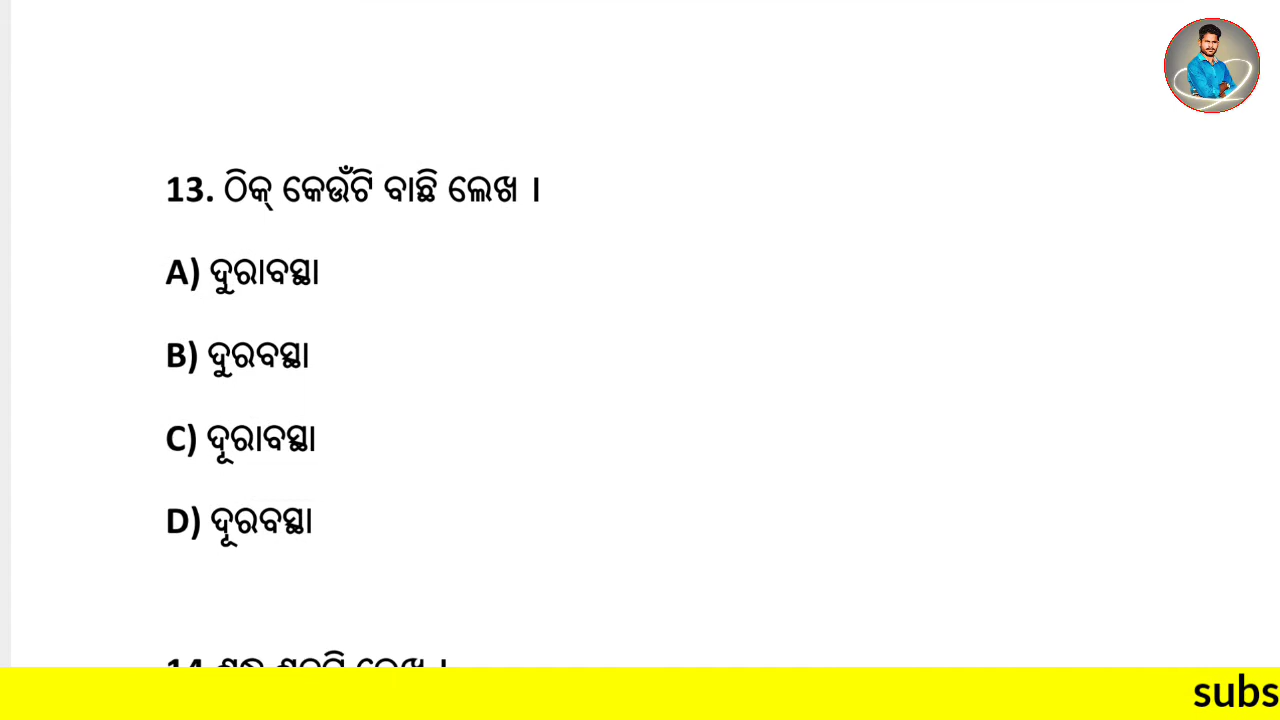 13. ଠିକ୍ କେଉଁଟି ବାଛି ଲେଖ ।
A) ଦୁରାବସ୍ଥା
B) ଦୁରବସ୍ଥା
C) ଦୂରାବସ୍ଥା
D) ଦୂରବସ୍ଥା
subs